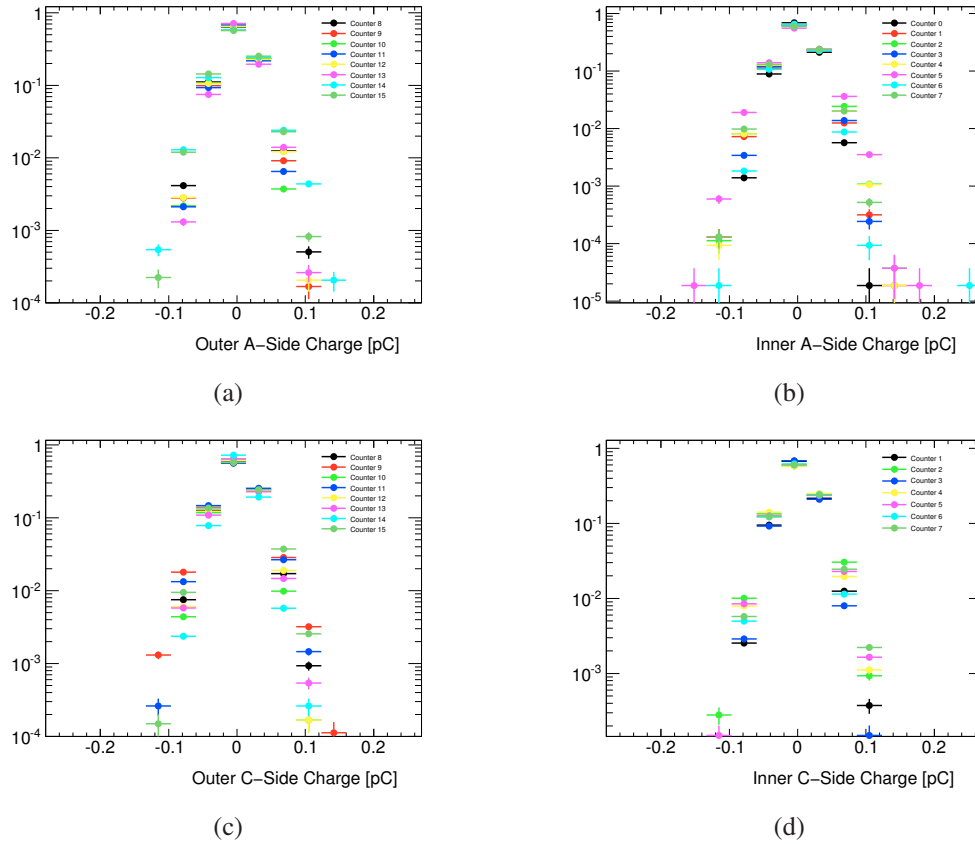 1
10⁻¹
10⁻²
10⁻³
10⁻⁴
-0.2 -0.1 0 0.1 0.2
Counter 8
Counter 9
Counter 10
Counter 11
Counter 12
Counter 13
Counter 14
Counter 15
Outer A−Side Charge [pC]
(a)
1
10⁻¹
10⁻²
10⁻³
10⁻⁴
10⁻⁵
-0.2 -0.1 0 0.1 0.2
Counter 0
Counter 1
Counter 2
Counter 3
Counter 4
Counter 5
Counter 6
Counter 7
Inner A−Side Charge [pC]
(b)
1
10⁻¹
10⁻²
10⁻³
10⁻⁴
-0.2 -0.1 0 0.1 0.2
Counter 8
Counter 9
Counter 10
Counter 11
Counter 12
Counter 13
Counter 14
Counter 15
Outer C−Side Charge [pC]
(c)
1
10⁻¹
10⁻²
10⁻³
-0.2 -0.1 0 0.1 0.2
Counter 1
Counter 2
Counter 3
Counter 4
Counter 5
Counter 6
Counter 7
Inner C−Side Charge [pC]
(d)